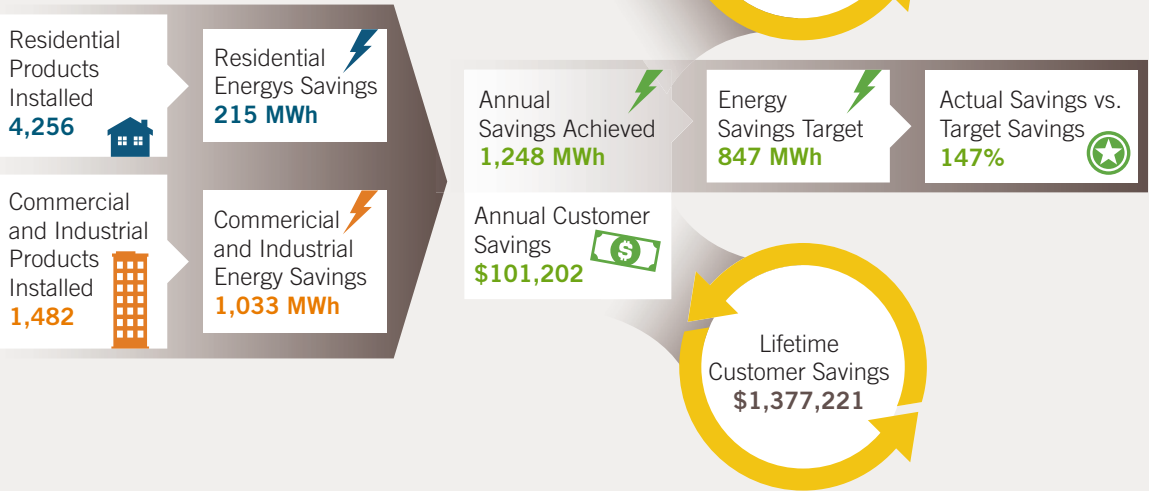 Residential
Products
Installed
4,256
Residential
Energys Savings
215 MWh
Commercial
and Industrial
Products
Installed
1,482
Commericial
and Industrial
Energy Savings
1,033 MWh
Annual
Savings Achieved
1,248 MWh
Energy
Savings Target
847 MWh
Actual Savings vs.
Target Savings
147%
Annual Customer
Savings
$101,202
$
Lifetime
Customer Savings
$1,377,221